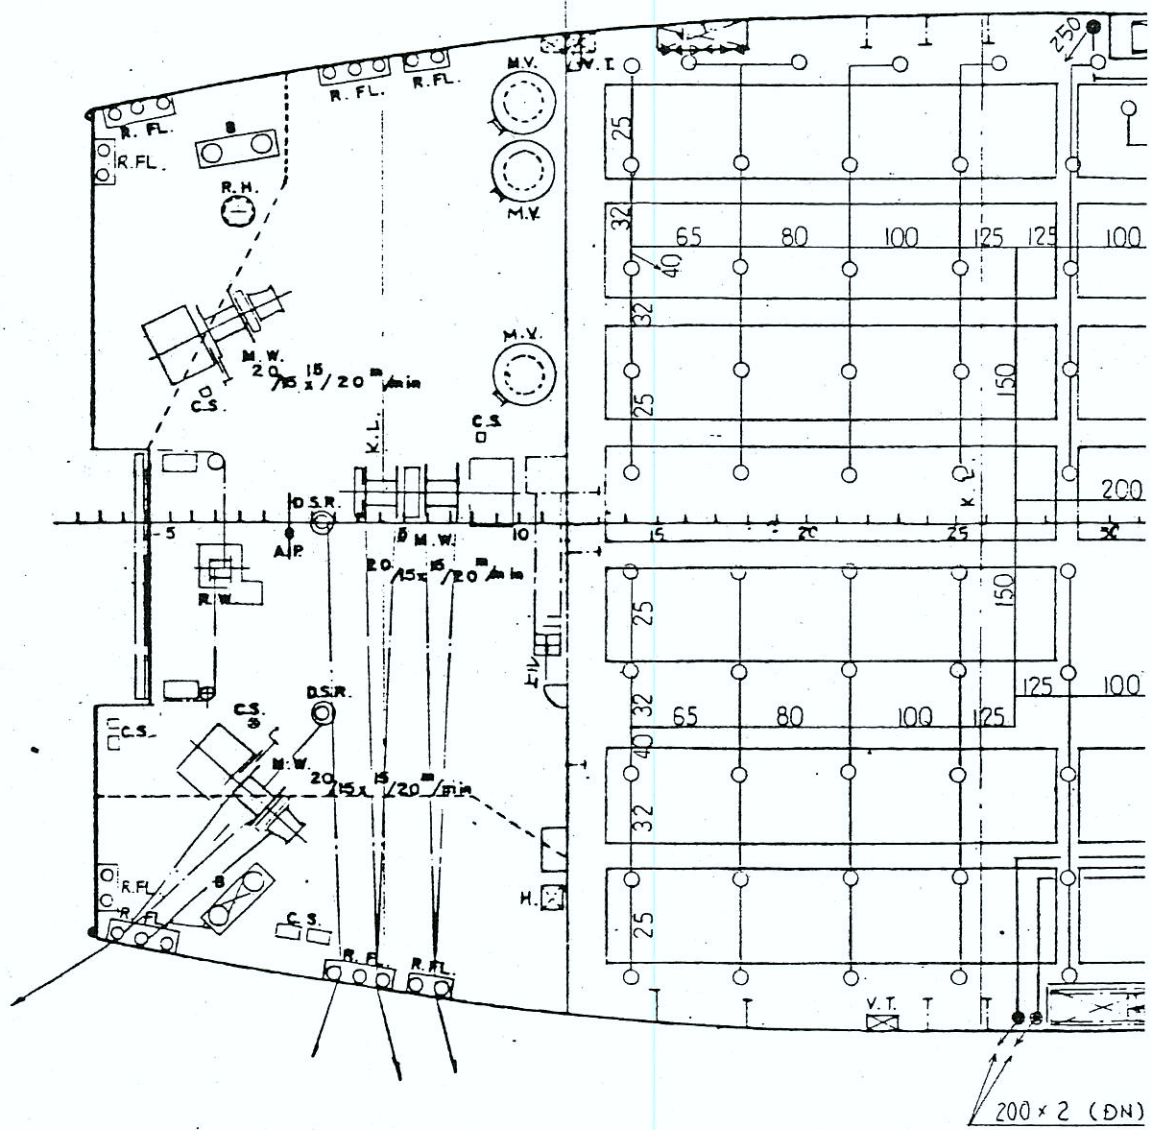 250
M.V.
V.T.
R. FL.
R. FL.
R. FL.
B
R.FL.
25
R.H.
M.V.
32
65 80 100 125 125 100
40
32
M.V.
M.W.
20/15 x 15/20 m/min
150
C.S.
25
C.S.
K.L.
K.L.
D.S.R.
200
5 10 15 20 25 30
A.P.
M.W.
20/15 x 15/20 m/min
R.W.
25
150
D.S.R.
125 100
C.S.
32
65 80 100 125
C.S.
40
M.W.
20/15 x 15/20 m/min
32
R.FL.
B
H.
R. FL.
C.S.
25
R. FL.
R. FL.
V.T.
200 x 2 (DN)